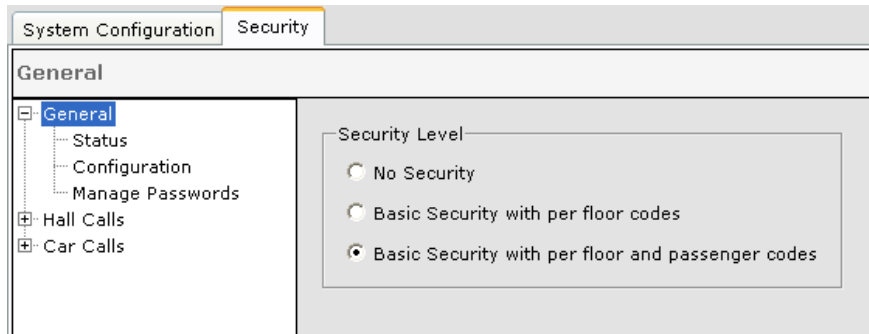 System Configuration
Security
General
General
Status
Configuration
Manage Passwords
Hall Calls
Car Calls
Security Level
No Security
Basic Security with per floor codes
Basic Security with per floor and passenger codes